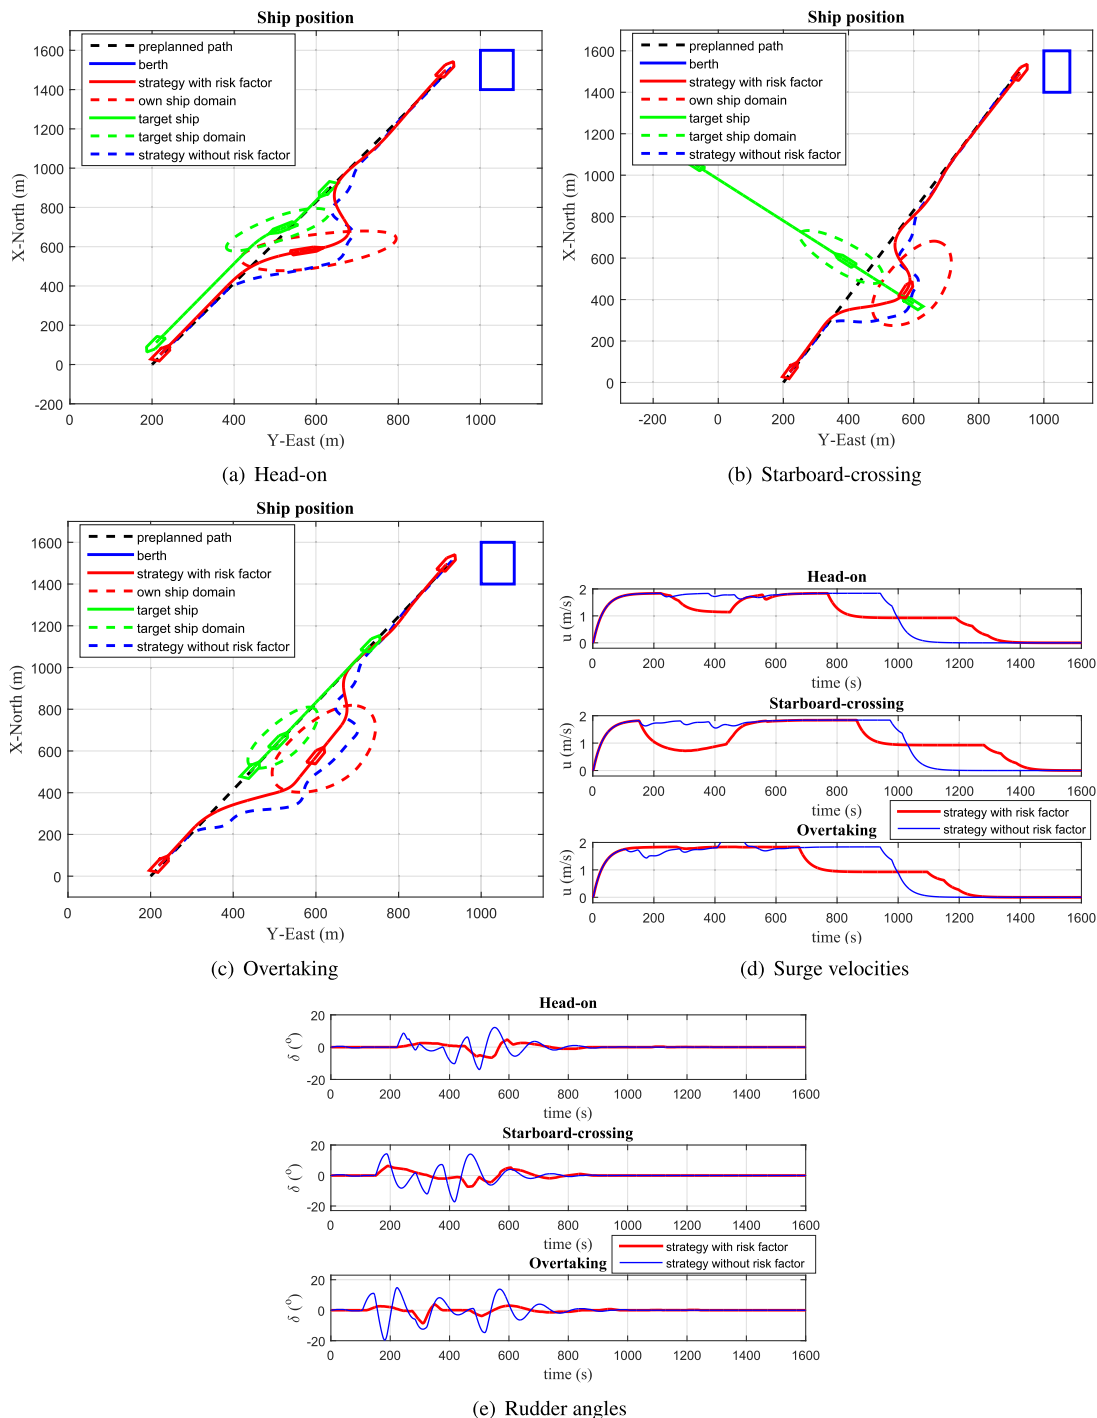 Ship position
1600
1400
1200
1000
800
600
400
200
0
-200
X-North (m)
preplanned path
berth
strategy with risk factor
own ship domain
target ship
target ship domain
strategy without risk factor
0 200 400 600 800 1000
Y-East (m)
(a) Head-on
Ship position
1600
1400
1200
1000
800
600
400
200
0
X-North (m)
preplanned path
berth
strategy with risk factor
own ship domain
target ship
target ship domain
strategy without risk factor
-200 0 200 400 600 800 1000
Y-East (m)
(b) Starboard-crossing
Ship position
1600
1400
1200
1000
800
600
400
200
0
X-North (m)
preplanned path
berth
strategy with risk factor
own ship domain
target ship
target ship domain
strategy without risk factor
0 200 400 600 800 1000
Y-East (m)
(c) Overtaking
Head-on
2
1
0
u (m/s)
0 200 400 600 800 1000 1200 1400 1600
time (s)
Starboard-crossing
2
1
0
u (m/s)
0 200 400 600 800 1000 1200 1400 1600
time (s)
strategy with risk factor
strategy without risk factor
Overtaking
2
1
0
u (m/s)
0 200 400 600 800 1000 1200 1400 1600
time (s)
(d) Surge velocities
Head-on
20
0
-20
δ (°)
0 200 400 600 800 1000 1200 1400 1600
time (s)
Starboard-crossing
20
0
-20
δ (°)
0 200 400 600 800 1000 1200 1400 1600
time (s)
strategy with risk factor
strategy without risk factor
Overtaking
20
0
-20
δ (°)
0 200 400 600 800 1000 1200 1400 1600
time (s)
(e) Rudder angles